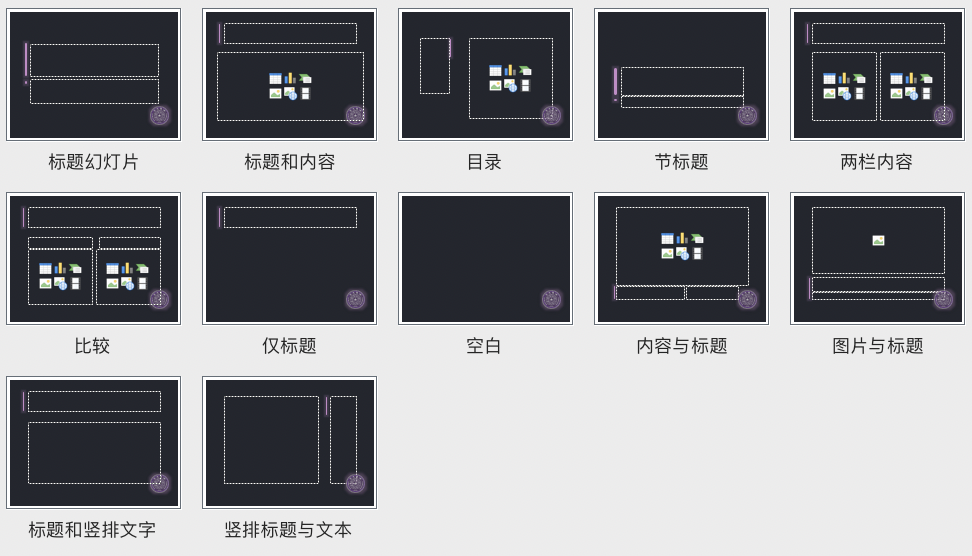 标题幻灯片
标题和内容
目录
节标题
两栏内容
比较
仅标题
空白
内容与标题
图片与标题
标题和竖排文字
竖排标题与文本